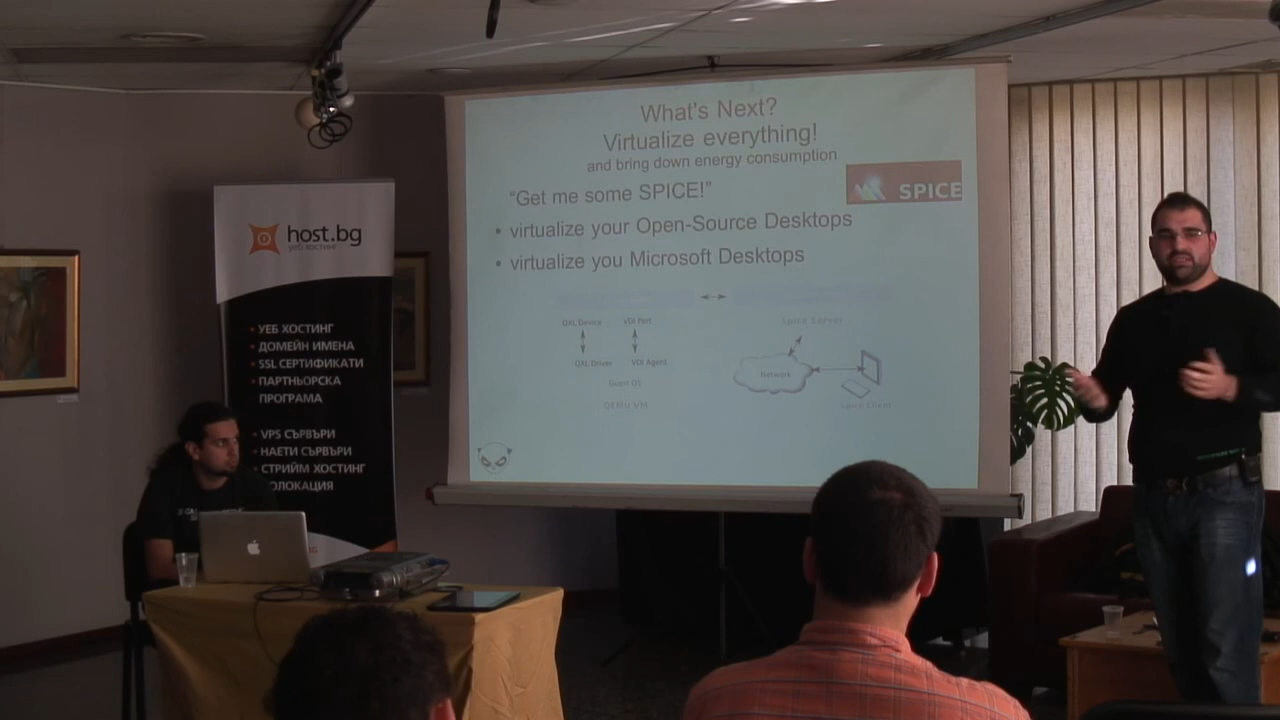 What's Next?
Virtualize everything!
and bring down energy consumption
"Get me some SPICE!"
SPICE
• virtualize your Open-Source Desktops
• virtualize you Microsoft Desktops
QXL Device
VDI Port
Spice Server
QXL Driver
VDI Agent
Network
Guest OS
QEMU VM
Spice Client
host.bg
уеб хостинг
• УЕБ ХОСТИНГ
• ДОМЕЙН ИМЕНА
• SSL СЕРТИФИКАТИ
• ПАРТНЬОРСКА
ПРОГРАМА
• VPS СЪРВЪРИ
• НАЕТИ СЪРВЪРИ
• СТРИЙМ ХОСТИНГ